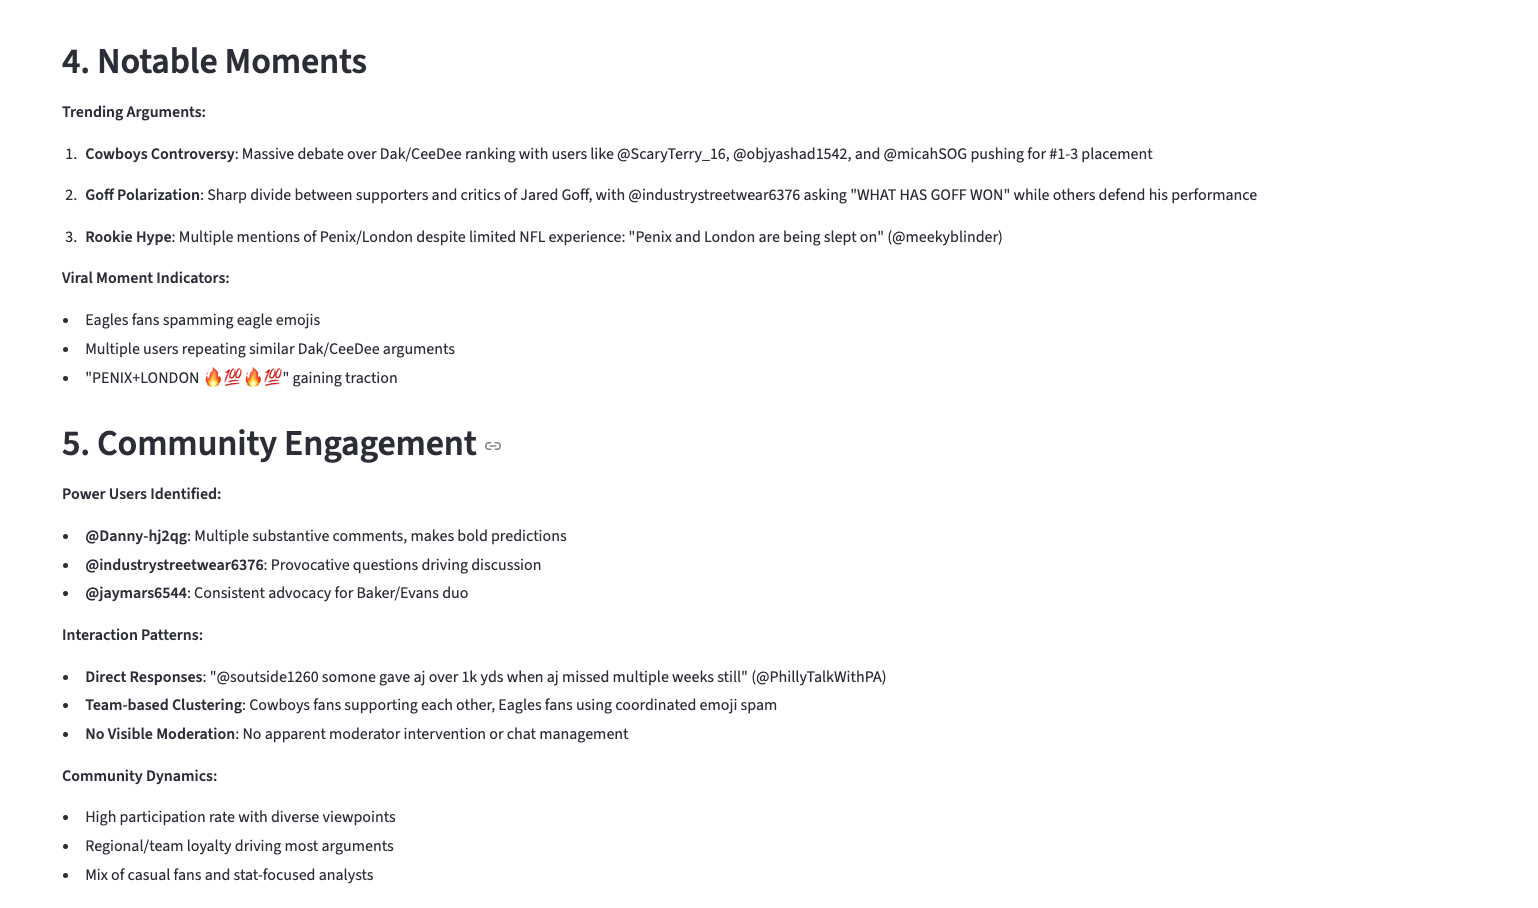 4. Notable Moments
Trending Arguments:
1. Cowboys Controversy: Massive debate over Dak/CeeDee ranking with users like @ScaryTerry_16, @objyashad1542, and @micahSOG pushing for #1-3 placement
2. Goff Polarization: Sharp divide between supporters and critics of Jared Goff, with @industrystreetwear6376 asking "WHAT HAS GOFF WON" while others defend his performance
3. Rookie Hype: Multiple mentions of Penix/London despite limited NFL experience: "Penix and London are being slept on" (@meekyblinder)
Viral Moment Indicators:
• Eagles fans spamming eagle emojis
• Multiple users repeating similar Dak/CeeDee arguments
• "PENIX+LONDON 🔥💯🔥💯" gaining traction
5. Community Engagement
Power Users Identified:
• @Danny-hj2qg: Multiple substantive comments, makes bold predictions
• @industrystreetwear6376: Provocative questions driving discussion
• @jaymars6544: Consistent advocacy for Baker/Evans duo
Interaction Patterns:
• Direct Responses: "@soutside1260 somone gave aj over 1k yds when aj missed multiple weeks still" (@PhillyTalkWithPA)
• Team-based Clustering: Cowboys fans supporting each other, Eagles fans using coordinated emoji spam
• No Visible Moderation: No apparent moderator intervention or chat management
Community Dynamics:
• High participation rate with diverse viewpoints
• Regional/team loyalty driving most arguments
• Mix of casual fans and stat-focused analysts